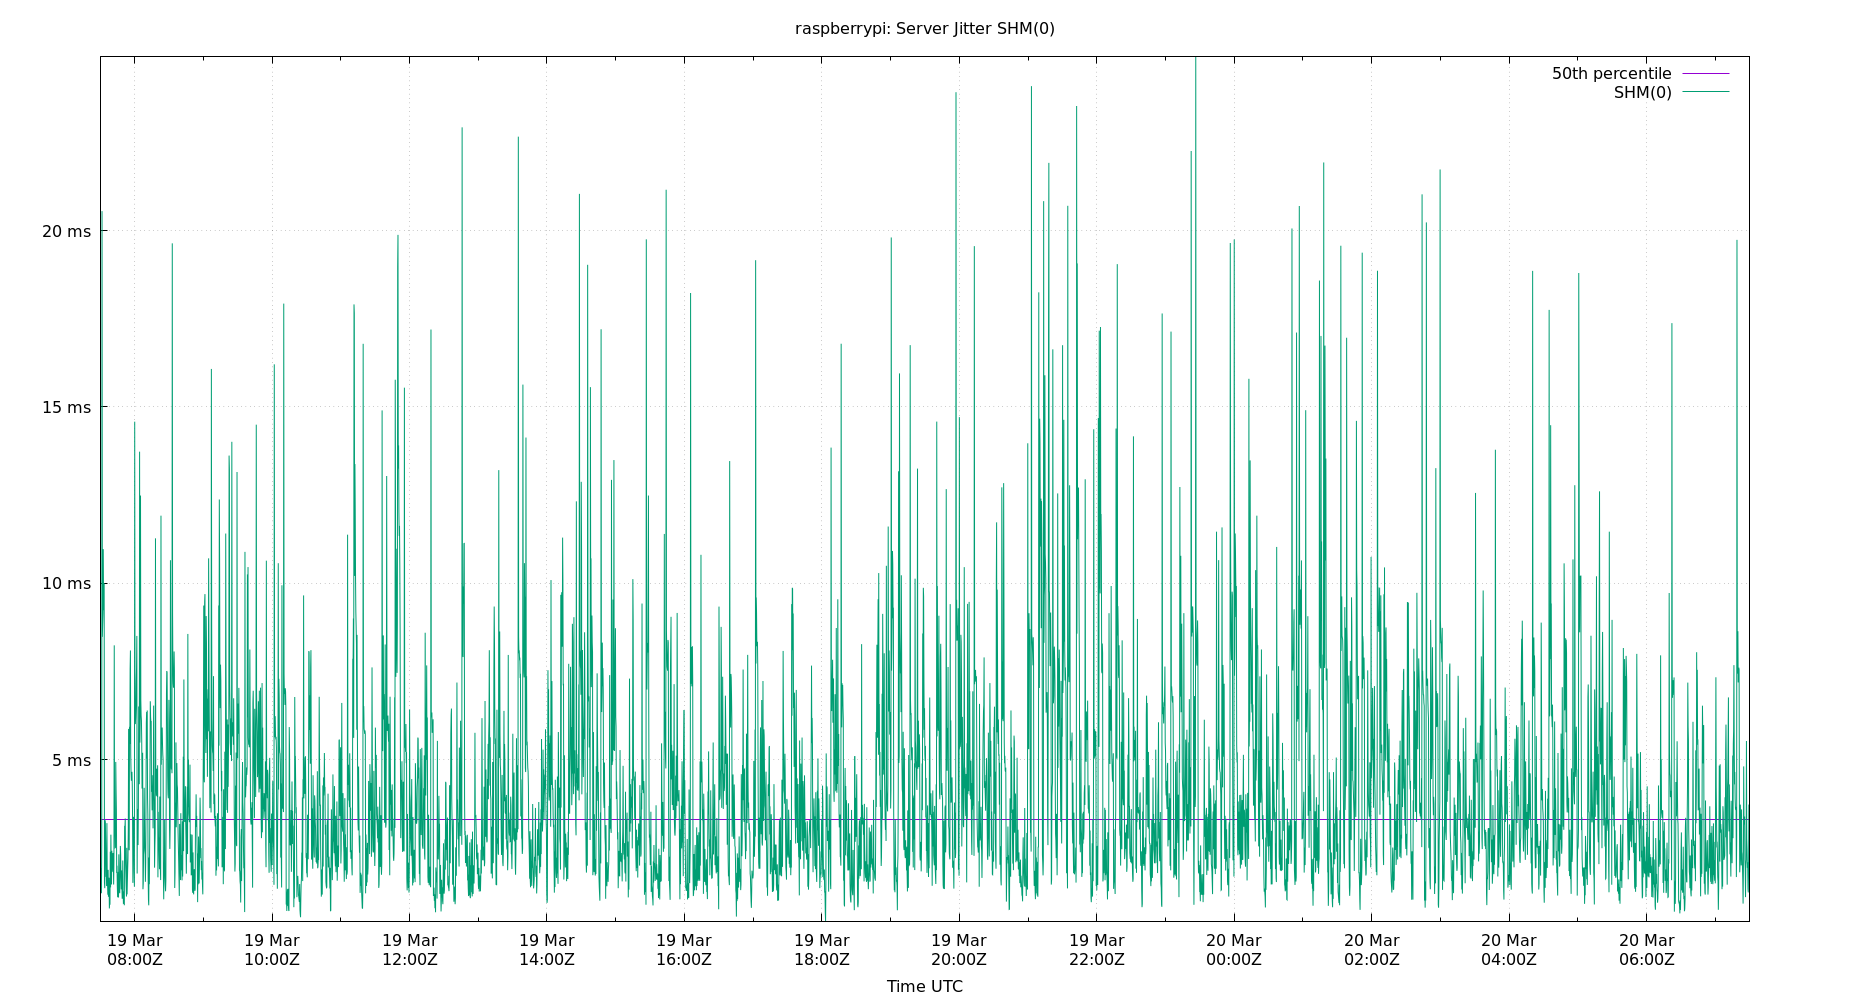 raspberrypi: Server Jitter SHM(0)
50th percentile
SHM(0)
20 ms
15 ms
10 ms
5 ms
19 Mar 19 Mar 19 Mar 19 Mar 19 Mar 19 Mar 19 Mar 19 Mar 20 Mar 20 Mar 20 Mar 20 Mar
08:00Z 10:00Z 12:00Z 14:00Z 16:00Z 18:00Z 20:00Z 22:00Z 00:00Z 02:00Z 04:00Z 06:00Z
Time UTC